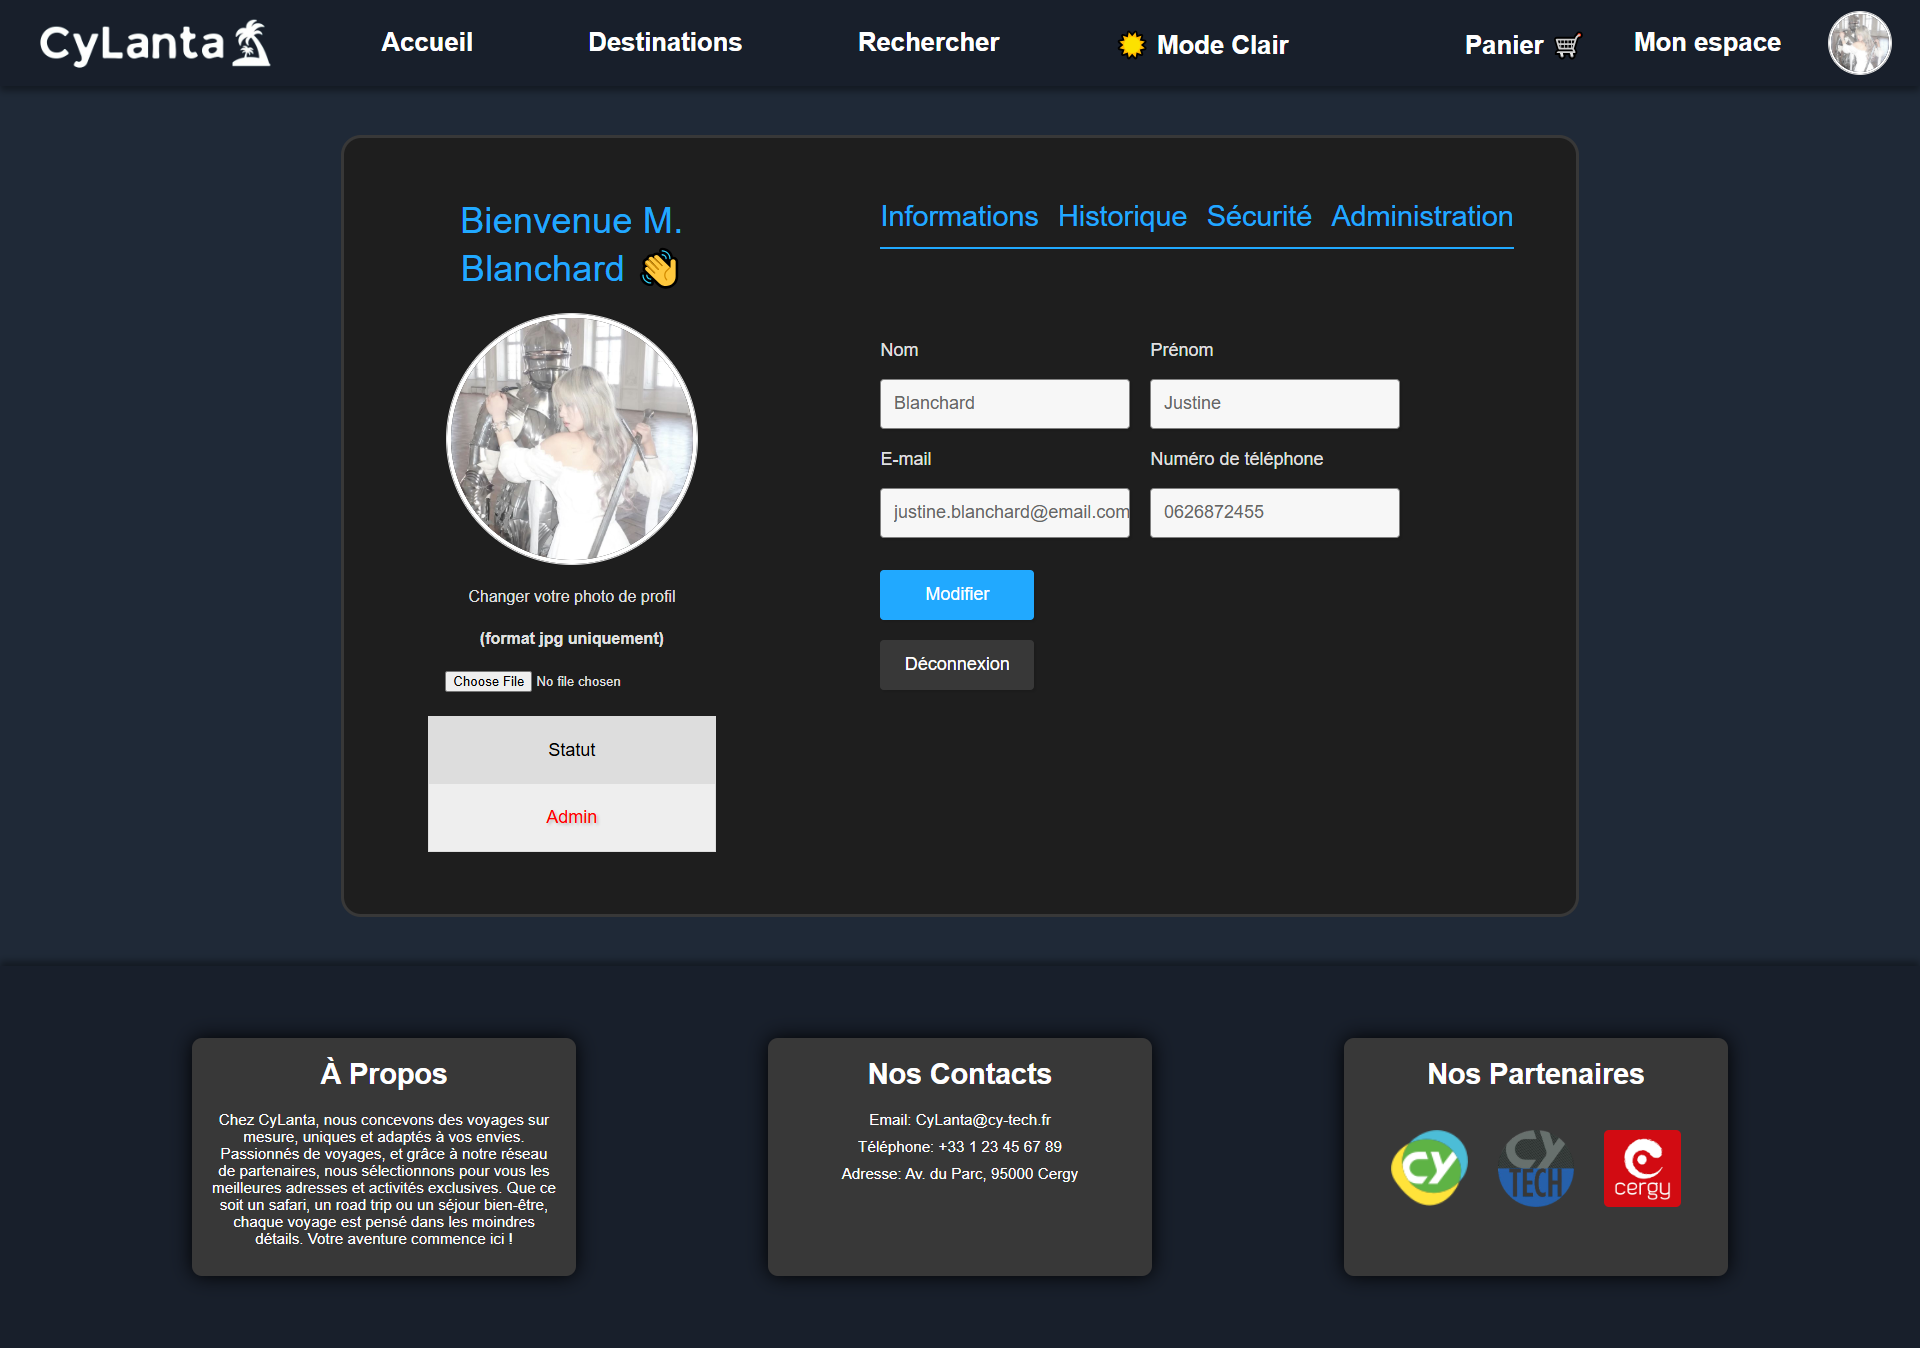 CyLanta
Accueil
Destinations
Rechercher
Mode Clair
Panier
Mon espace
Bienvenue M.
Blanchard
Changer votre photo de profil
(format jpg uniquement)
Choose File No file chosen
Statut
Admin
Informations Historique Sécurité Administration
Nom
Prénom
Blanchard
Justine
E-mail
Numéro de téléphone
justine.blanchard@email.com
0626872455
Modifier
Déconnexion
À Propos
Chez CyLanta, nous concevons des voyages sur
mesure, uniques et adaptés à vos envies.
Passionnés de voyages, et grâce à notre réseau
de partenaires, nous sélectionnons pour vous les
meilleures adresses et activités exclusives. Que ce
soit un safari, un road trip ou un séjour bien-être,
chaque voyage est pensé dans les moindres
détails. Votre aventure commence ici !
Nos Contacts
Email: CyLanta@cy-tech.fr
Téléphone: +33 1 23 45 67 89
Adresse: Av. du Parc, 95000 Cergy
Nos Partenaires
CY
CY
TECH
cergy